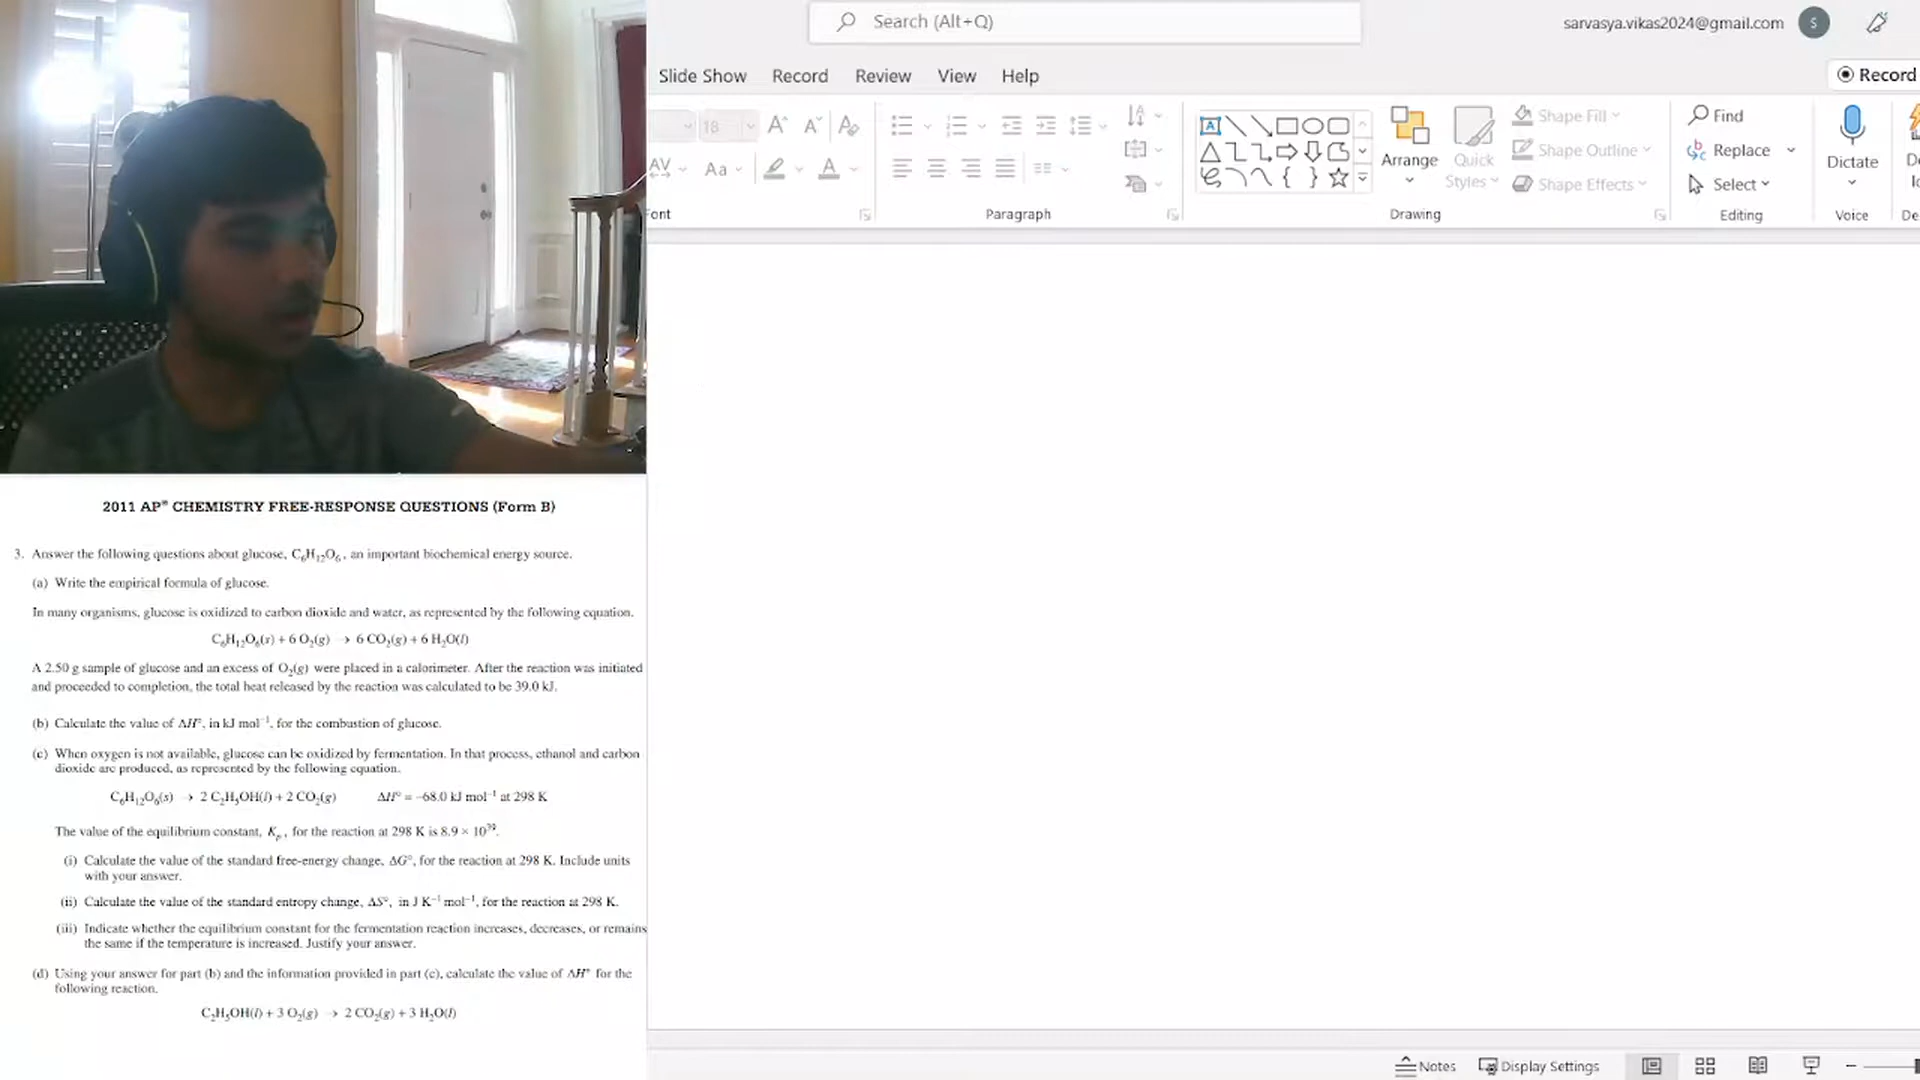 Search (Alt+Q)
sarvasya.vikas2024@gmail.com
S
Slide Show Record Review View Help
Record
18
Aa
Find
Replace
Select
Arrange
Quick
Styles
Shape Fill
Shape Outline
Shape Effects
Dictate
ont
Paragraph
Drawing
Editing
Voice
De
2011 AP® CHEMISTRY FREE-RESPONSE QUESTIONS (Form B)
3. Answer the following questions about glucose, C₆H₁₂O₆, an important biochemical energy source.
(a) Write the empirical formula of glucose.
In many organisms, glucose is oxidized to carbon dioxide and water, as represented by the following equation.
C₆H₁₂O₆(s) + 6 O₂(g) → 6 CO₂(g) + 6 H₂O(l)
A 2.50 g sample of glucose and an excess of O₂(g) were placed in a calorimeter. After the reaction was initiated
and proceeded to completion, the total heat released by the reaction was calculated to be 39.0 kJ.
(b) Calculate the value of ΔH°, in kJ mol⁻¹, for the combustion of glucose.
(c) When oxygen is not available, glucose can be oxidized by fermentation. In that process, ethanol and carbon
dioxide are produced, as represented by the following equation.
C₆H₁₂O₆(s) → 2 C₂H₅OH(l) + 2 CO₂(g) ΔH° = −68.0 kJ mol⁻¹ at 298 K
The value of the equilibrium constant, Kₚ, for the reaction at 298 K is 8.9 × 10³⁹.
(i) Calculate the value of the standard free-energy change, ΔG°, for the reaction at 298 K. Include units
with your answer.
(ii) Calculate the value of the standard entropy change, ΔS°, in J K⁻¹ mol⁻¹, for the reaction at 298 K.
(iii) Indicate whether the equilibrium constant for the fermentation reaction increases, decreases, or remains
the same if the temperature is increased. Justify your answer.
(d) Using your answer for part (b) and the information provided in part (c), calculate the value of ΔH° for the
following reaction.
C₂H₅OH(l) + 3 O₂(g) → 2 CO₂(g) + 3 H₂O(l)
Notes Display Settings